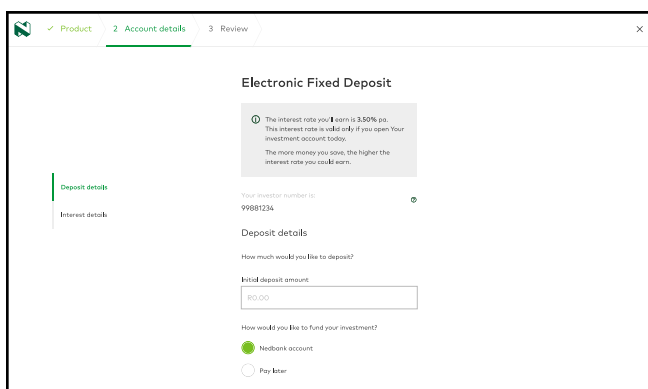 Product
2 Account details
3 Review
Electronic Fixed Deposit
The interest rate you'll earn is 3.50% pa.
This interest rate is valid only if you open Your
investment account today.
The more money you save, the higher the
interest rate you could earn.
Deposit details
Interest details
Your investor number is:
99881234
Deposit details
How much would you like to deposit?
Initial deposit amount
R0.00
How would you like to fund your investment?
Nedbank account
Pay later